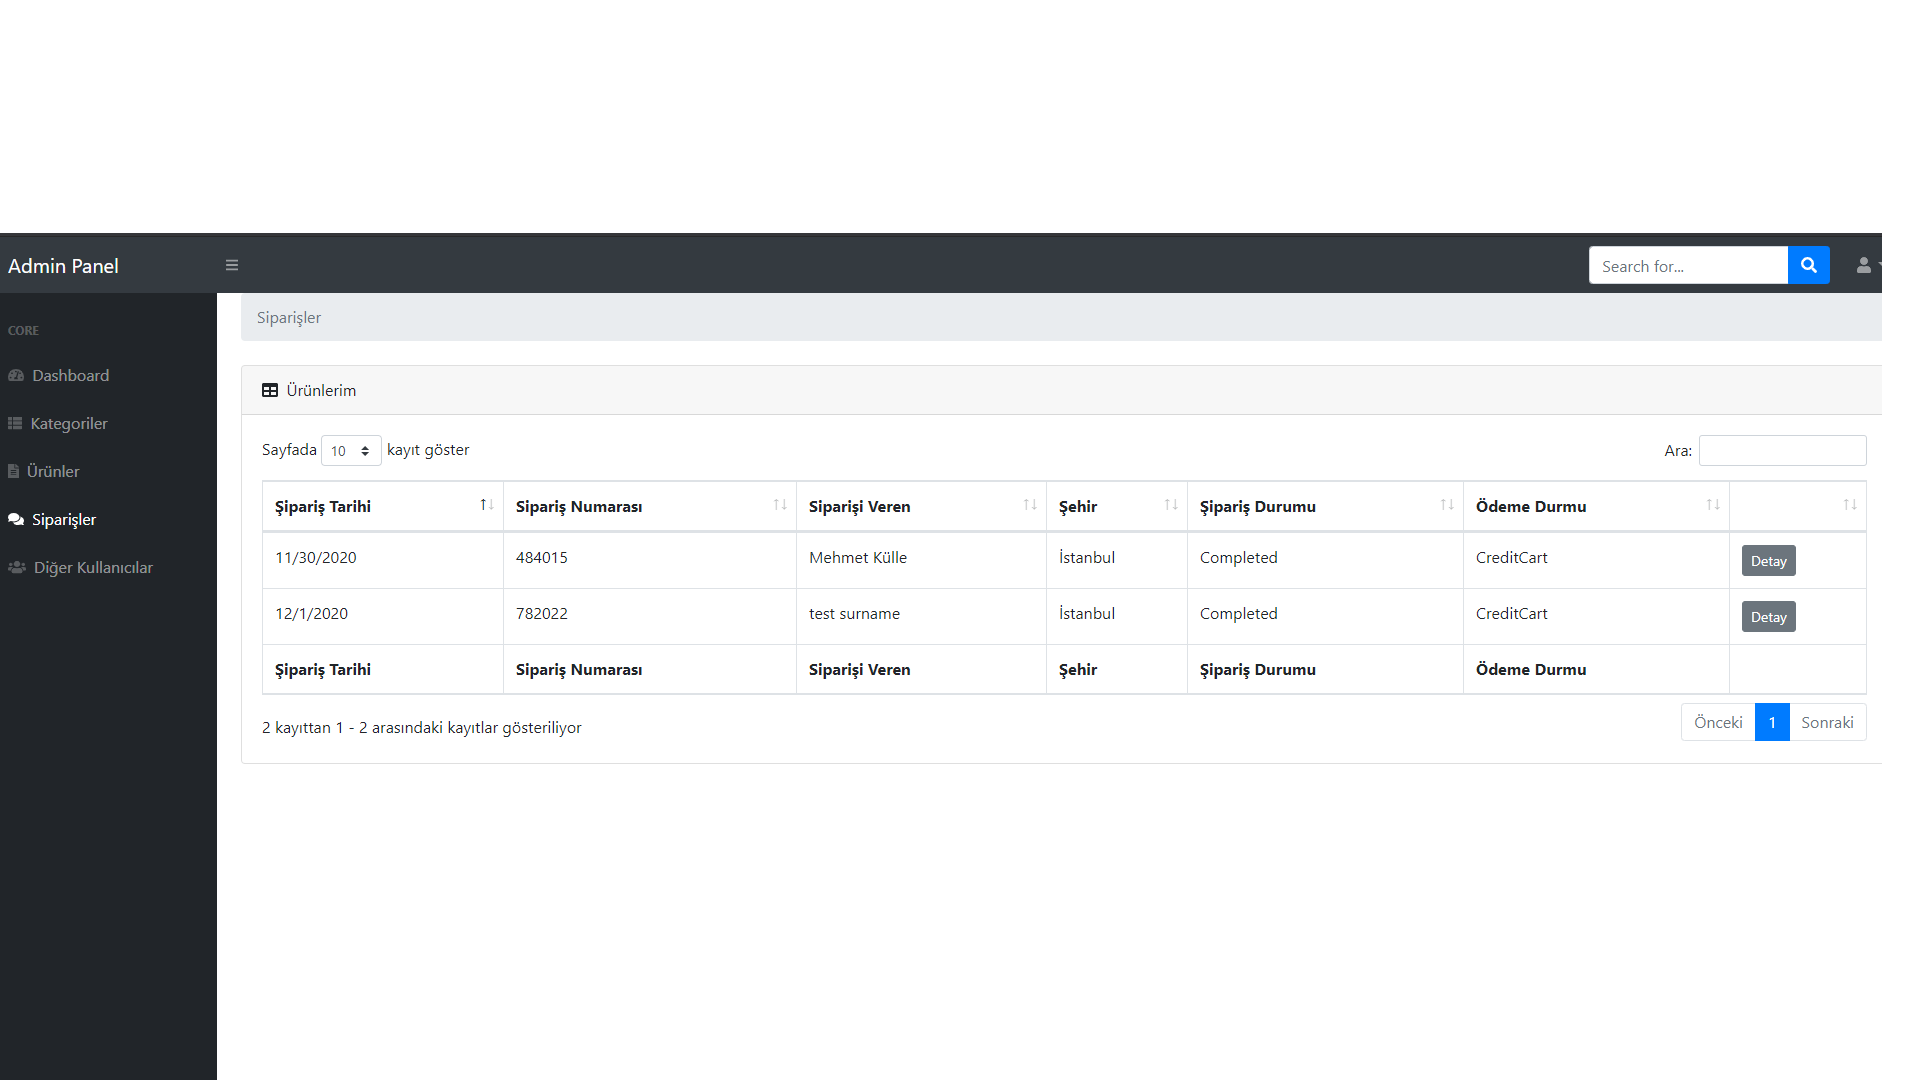 Admin Panel
Search for...
CORE
Dashboard
Kategoriler
Ürünler
Siparişler
Diğer Kullanıcılar
Siparişler
Ürünlerim
Sayfada 10 kayıt göster
Ara:
Şipariş Tarihi Sipariş Numarası Siparişi Veren Şehir Şipariş Durumu Ödeme Durmu
11/30/2020 484015 Mehmet Külle İstanbul Completed CreditCart Detay
12/1/2020 782022 test surname İstanbul Completed CreditCart Detay
Şipariş Tarihi Sipariş Numarası Siparişi Veren Şehir Şipariş Durumu Ödeme Durmu
2 kayıttan 1 - 2 arasındaki kayıtlar gösteriliyor
Önceki 1 Sonraki